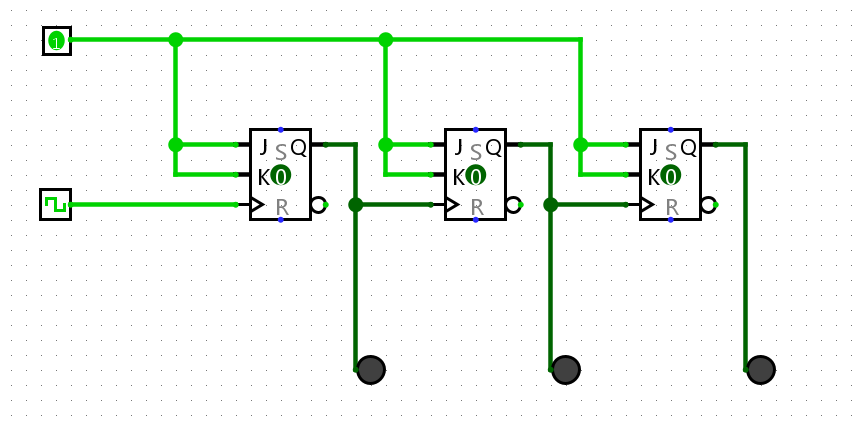 1
J S Q J S Q J S Q
K 0 K 0 K 0
R R R